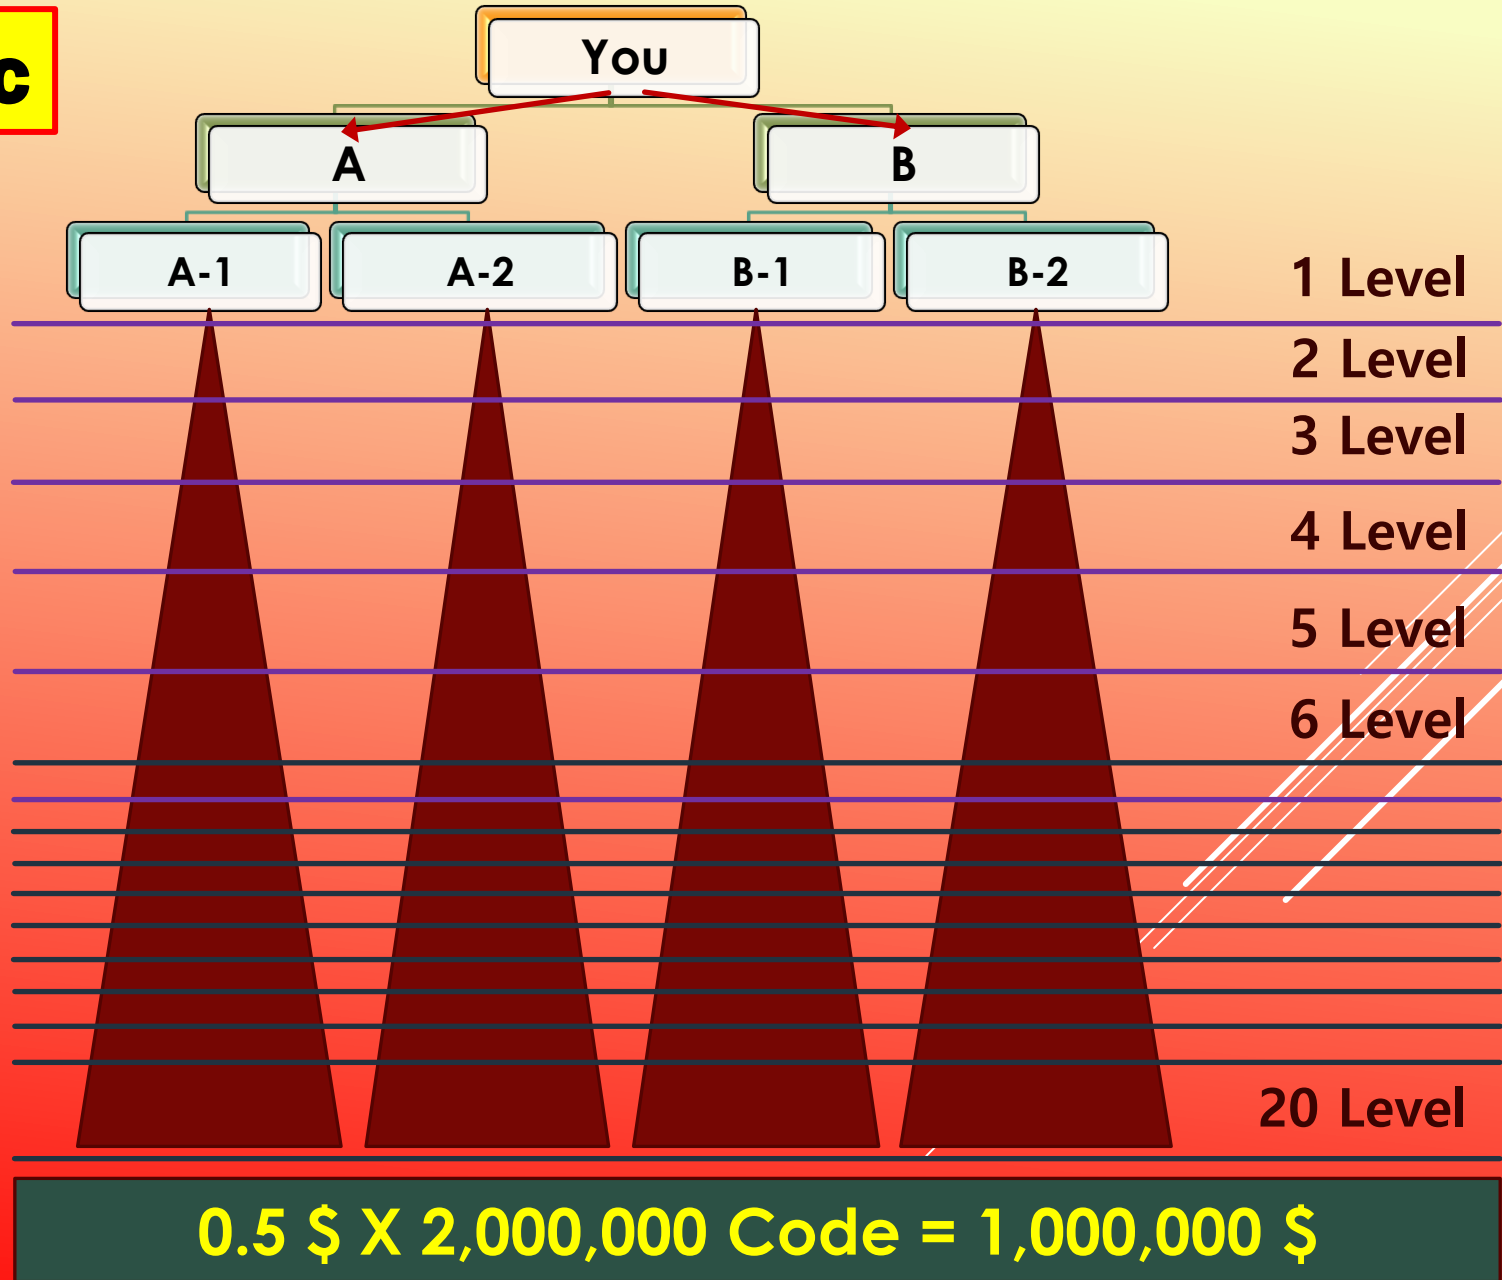 c
You
A
B
A-1
A-2
B-1
B-2
1 Level
2 Level
3 Level
4 Level
5 Level
6 Level
20 Level
0.5 $ X 2,000,000 Code = 1,000,000 $